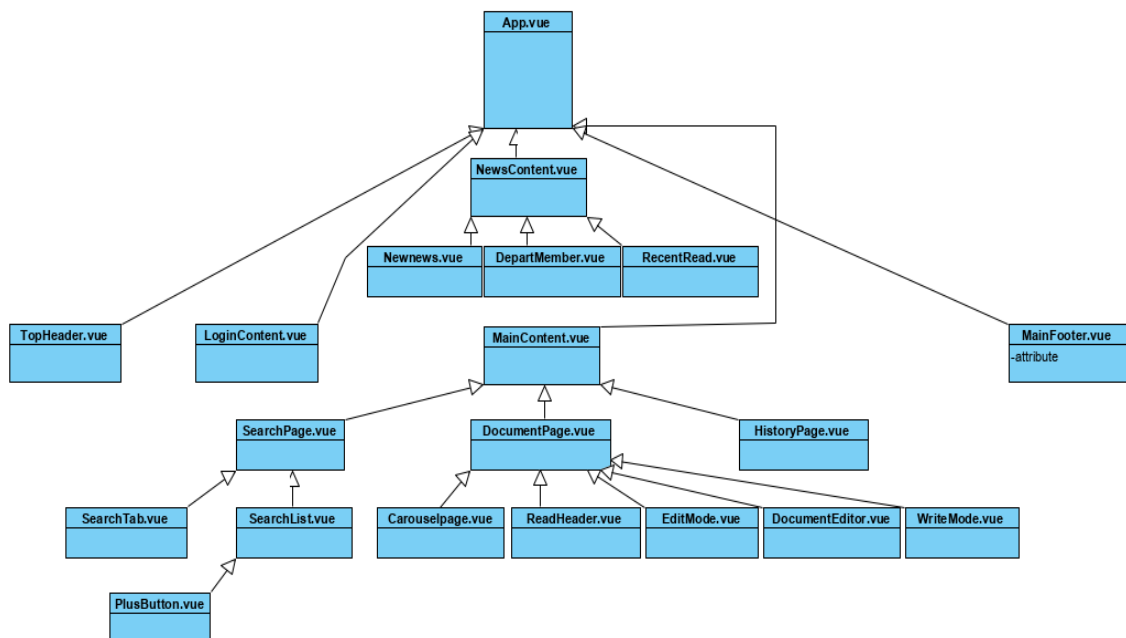 App.vue
NewsContent.vue
Newnews.vue
DepartMember.vue
RecentRead.vue
TopHeader.vue
LoginContent.vue
MainContent.vue
MainFooter.vue
-attribute
SearchPage.vue
DocumentPage.vue
HistoryPage.vue
SearchTab.vue
SearchList.vue
Carouselpage.vue
ReadHeader.vue
EditMode.vue
DocumentEditor.vue
WriteMode.vue
PlusButton.vue